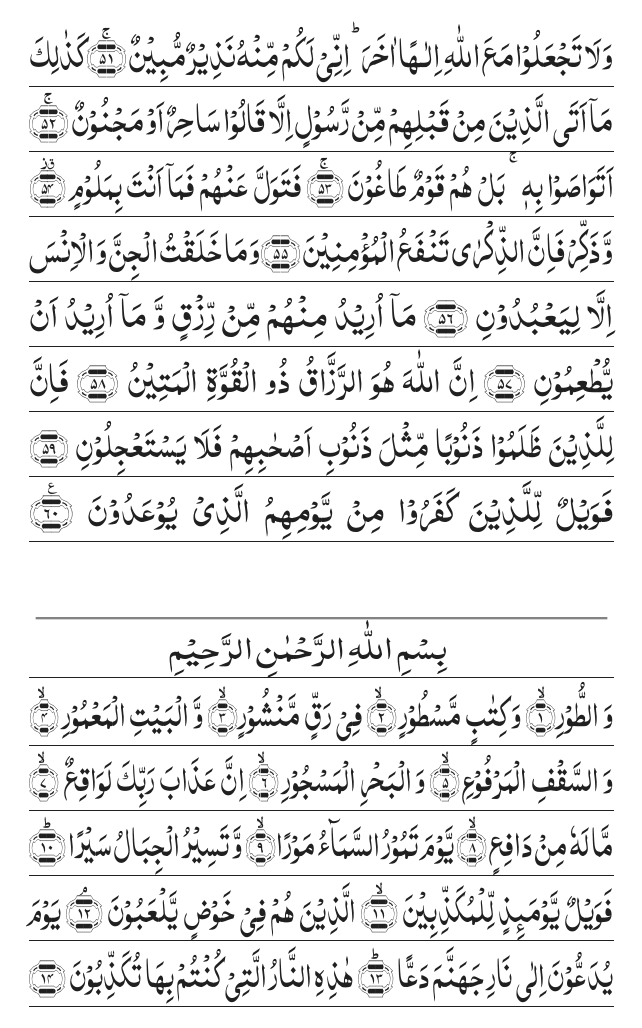 وَلَا تَجۡعَلُوۡا مَعَ اللّٰهِ اِلٰهًا اٰخَرَ‌ؕ اِنِّىۡ لَكُمۡ مِّنۡهُ نَذِيۡرٌ مُّبِيۡنٌ‌ۚ ﴿۵۱﴾ كَذٰلِكَ
مَاۤ اَتَى الَّذِيۡنَ مِنۡ قَبۡلِهِمۡ مِّنۡ رَّسُوۡلٍ اِلَّا قَالُوۡا سَاحِرٌ اَوۡ مَجۡنُوۡنٌ‌ۚ ﴿۵۲﴾
اَتَوَاصَوۡا بِهٖ‌ۚ بَلۡ هُمۡ قَوۡمٌ طَاغُوۡنَ‌ۚ ﴿۵۳﴾ فَتَوَلَّ عَنۡهُمۡ فَمَاۤ اَنۡتَ بِمَلُوۡمٍ ﴿۵۴﴾
وَّذَكِّرۡ فَاِنَّ الذِّكۡرٰى تَنۡفَعُ الۡمُؤۡمِنِيۡنَ ﴿۵۵﴾ وَمَا خَلَقۡتُ الۡجِنَّ وَالۡاِنۡسَ
اِلَّا لِيَعۡبُدُوۡنِ ﴿۵۶﴾ مَاۤ اُرِيۡدُ مِنۡهُمۡ مِّنۡ رِّزۡقٍ وَّمَاۤ اُرِيۡدُ اَنۡ
يُّطۡعِمُوۡنِ ﴿۵۷﴾ اِنَّ اللّٰهَ هُوَ الرَّزَّاقُ ذُو الۡقُوَّةِ الۡمَتِيۡنُ ﴿۵۸﴾ فَاِنَّ
لِلَّذِيۡنَ ظَلَمُوۡا ذَنُوۡبًا مِّثۡلَ ذَنُوۡبِ اَصۡحٰبِهِمۡ فَلَا يَسۡتَعۡجِلُوۡنِ ﴿۵۹﴾
فَوَيۡلٌ لِّلَّذِيۡنَ كَفَرُوۡا مِنۡ يَّوۡمِهِمُ الَّذِىۡ يُوۡعَدُوۡنَ ﴿۶۰﴾
بِسۡمِ اللّٰهِ الرَّحۡمٰنِ الرَّحِيۡمِ
وَالطُّوۡرِۙ ﴿۱﴾ وَكِتٰبٍ مَّسۡطُوۡرٍۙ ﴿۲﴾ فِىۡ رَقٍّ مَّنۡشُوۡرٍۙ ﴿۳﴾ وَّالۡبَيۡتِ الۡمَعۡمُوۡرِۙ ﴿۴﴾
وَالسَّقۡفِ الۡمَرۡفُوۡعِۙ ﴿۵﴾ وَالۡبَحۡرِ الۡمَسۡجُوۡرِۙ ﴿۶﴾ اِنَّ عَذَابَ رَبِّكَ لَوَاقِعٌۙ ﴿۷﴾
مَّا لَهٗ مِنۡ دَافِعٍۙ ﴿۸﴾ يَّوۡمَ تَمُوۡرُ السَّمَآءُ مَوۡرًاۙ ﴿۹﴾ وَّتَسِيۡرُ الۡجِبَالُ سَيۡرًاؕ ﴿۱۰﴾
فَوَيۡلٌ يَّوۡمَٮِٕذٍ لِّلۡمُكَذِّبِيۡنَۙ ﴿۱۱﴾ الَّذِيۡنَ هُمۡ فِىۡ خَوۡضٍ يَّلۡعَبُوۡنَ‌ۘ ﴿۱۲﴾ يَوۡمَ
يُدَعُّوۡنَ اِلٰى نَارِ جَهَنَّمَ دَعًّاؕ ﴿۱۳﴾ هٰذِهِ النَّارُ الَّتِىۡ كُنۡتُمۡ بِهَا تُكَذِّبُوۡنَ ﴿۱۴﴾